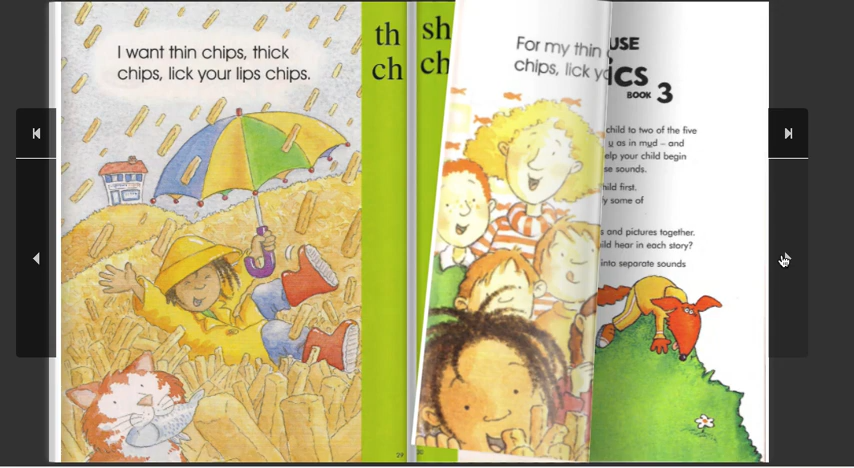 I want thin chips, thick
chips, lick your lips chips.
th
ch
29
sh
ch
30
For my thin
chips, lick yo
USE
ICS
BOOK 3
child to two of the five
u as in mud – and
elp your child begin
se sounds.
hild first.
y some of
s and pictures together.
ild hear in each story?
into separate sounds